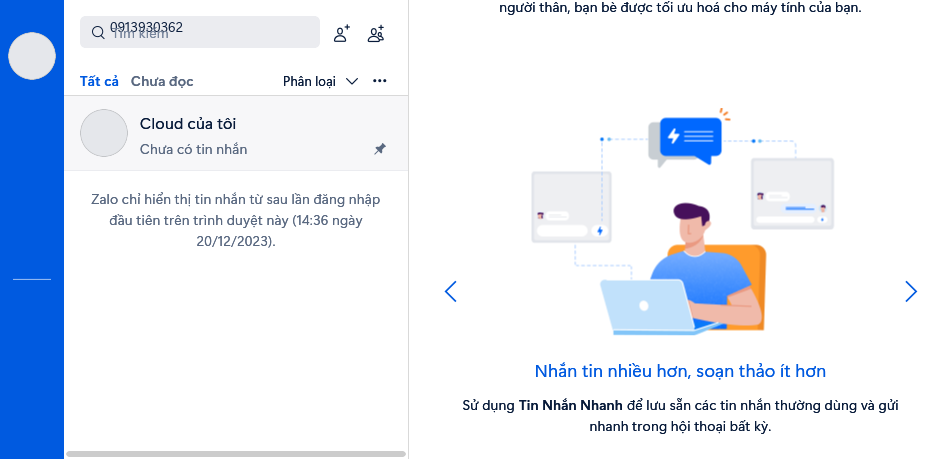 0913930362
Tìm kiếm
Tất cả Chưa đọc Phân loại
Cloud của tôi
Chưa có tin nhắn
Zalo chỉ hiển thị tin nhắn từ sau lần đăng nhập
đầu tiên trên trình duyệt này (14:36 ngày
20/12/2023).
người thân, bạn bè được tối ưu hoá cho máy tính của bạn.
Nhắn tin nhiều hơn, soạn thảo ít hơn
Sử dụng Tin Nhắn Nhanh để lưu sẵn các tin nhắn thường dùng và gửi
nhanh trong hội thoại bất kỳ.